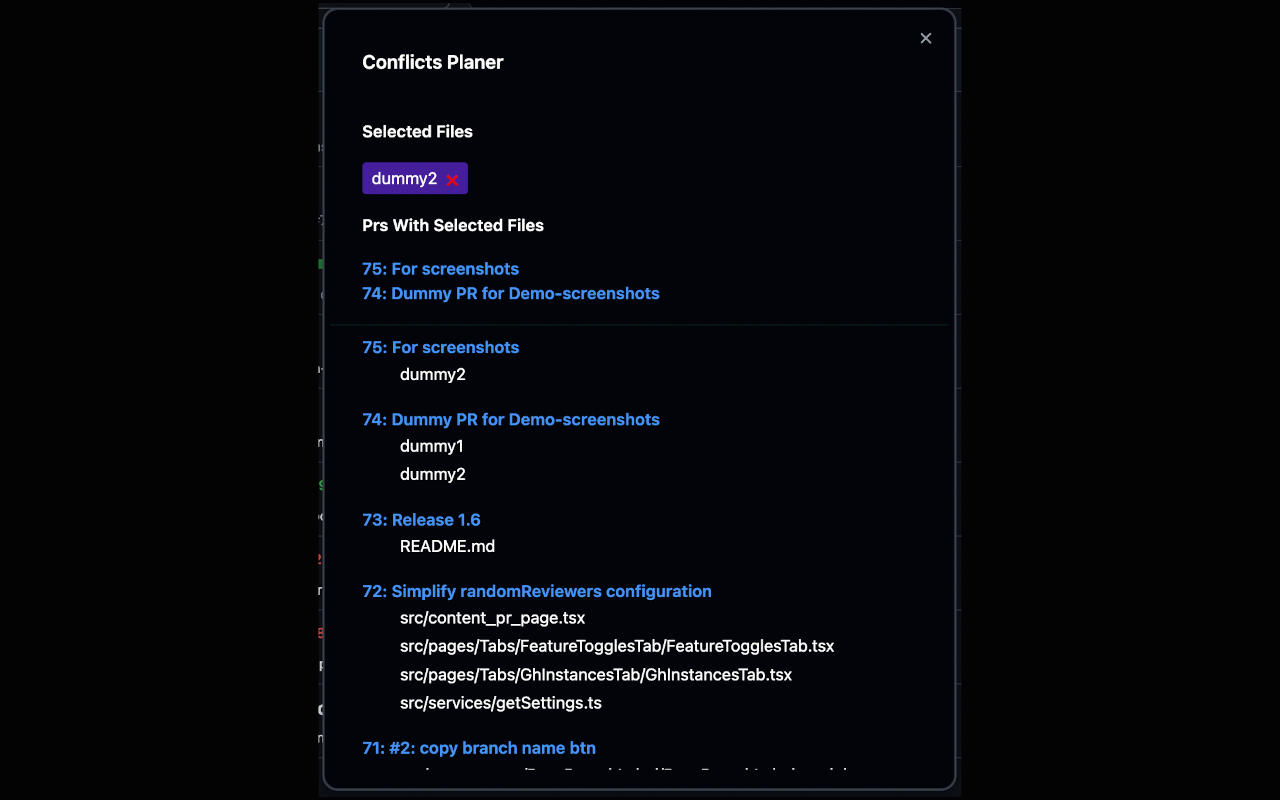 Conflicts Planer
Selected Files
dummy2
Prs With Selected Files
75: For screenshots
74: Dummy PR for Demo-screenshots
75: For screenshots
dummy2
74: Dummy PR for Demo-screenshots
dummy1
dummy2
73: Release 1.6
README.md
72: Simplify randomReviewers configuration
src/content_pr_page.tsx
src/pages/Tabs/FeatureTogglesTab/FeatureTogglesTab.tsx
src/pages/Tabs/GhInstancesTab/GhInstancesTab.tsx
src/services/getSettings.ts
71: #2: copy branch name btn